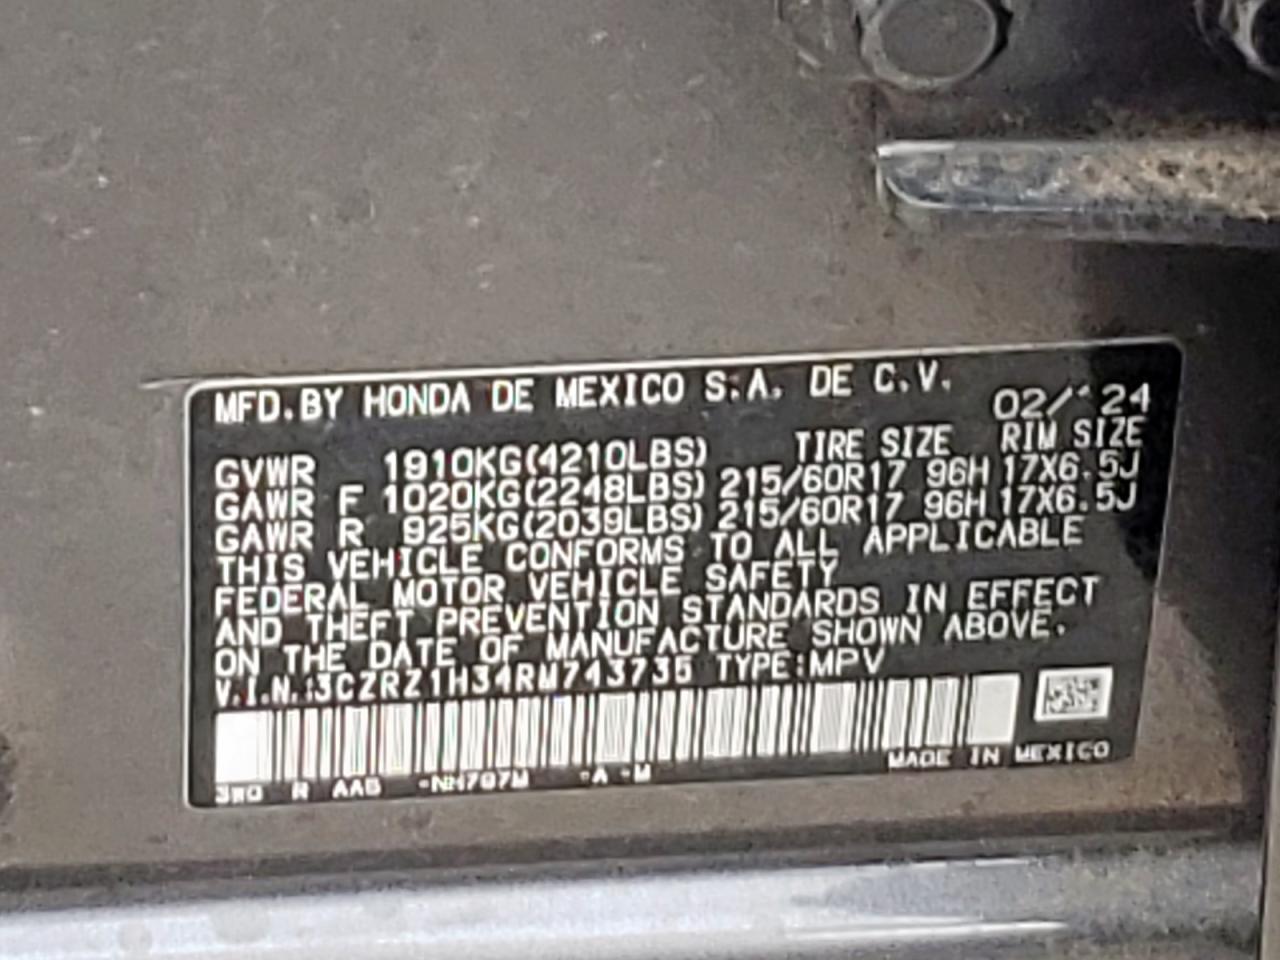 MFD. BY HONDA DE MEXICO S.A. DE C.V.
02/'24
TIRE SIZE RIM SIZE
GVWR 1910KG(4210LBS)
GAWR F 1020KG(2248LBS) 215/60R17 96H 17X6.5J
GAWR R 925KG(2039LBS) 215/60R17 96H 17X6.5J
THIS VEHICLE CONFORMS TO ALL APPLICABLE
FEDERAL MOTOR VEHICLE SAFETY
AND THEFT PREVENTION STANDARDS IN EFFECT
ON THE DATE OF MANUFACTURE SHOWN ABOVE.
V.I.N.:3CZRZ1H34RM743735 TYPE:MPV
MADE IN MEXICO
R -A -M